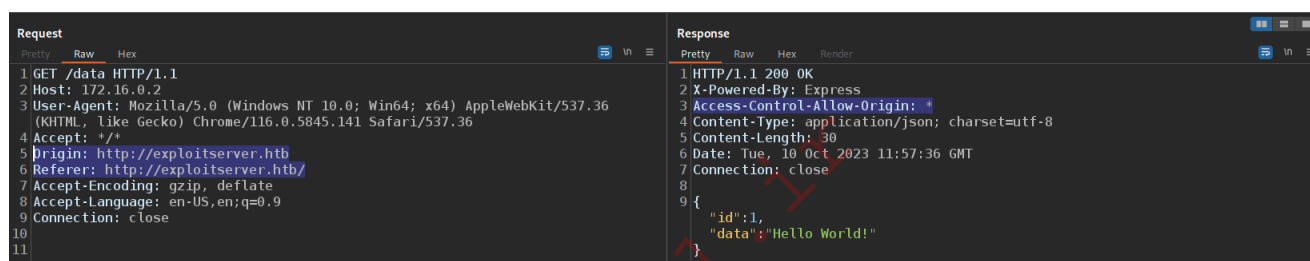 Request
Pretty Raw Hex
\n
1 GET /data HTTP/1.1
2 Host: 172.16.0.2
3 User-Agent: Mozilla/5.0 (Windows NT 10.0; Win64; x64) AppleWebKit/537.36
(KHTML, like Gecko) Chrome/116.0.5845.141 Safari/537.36
4 Accept: */*
5 Origin: http://exploitserver.htb
6 Referer: http://exploitserver.htb/
7 Accept-Encoding: gzip, deflate
8 Accept-Language: en-US,en;q=0.9
9 Connection: close
10
11
Response
Pretty Raw Hex Render
\n
1 HTTP/1.1 200 OK
2 X-Powered-By: Express
3 Access-Control-Allow-Origin: *
4 Content-Type: application/json; charset=utf-8
5 Content-Length: 30
6 Date: Tue, 10 Oct 2023 11:57:36 GMT
7 Connection: close
8
9 {
"id":1,
"data":"Hello World!"
}